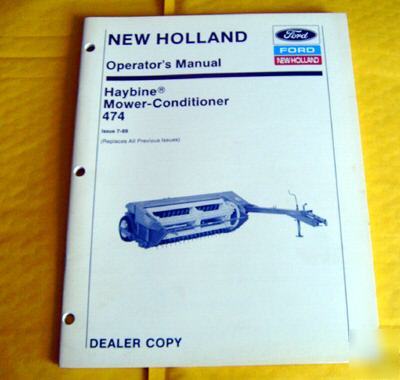 NEW HOLLAND
Operator's Manual
Ford
FORD
NEW HOLLAND
Haybine®
Mower-Conditioner
474
Issue 7-88
(Replaces All Previous Issues)
DEALER COPY